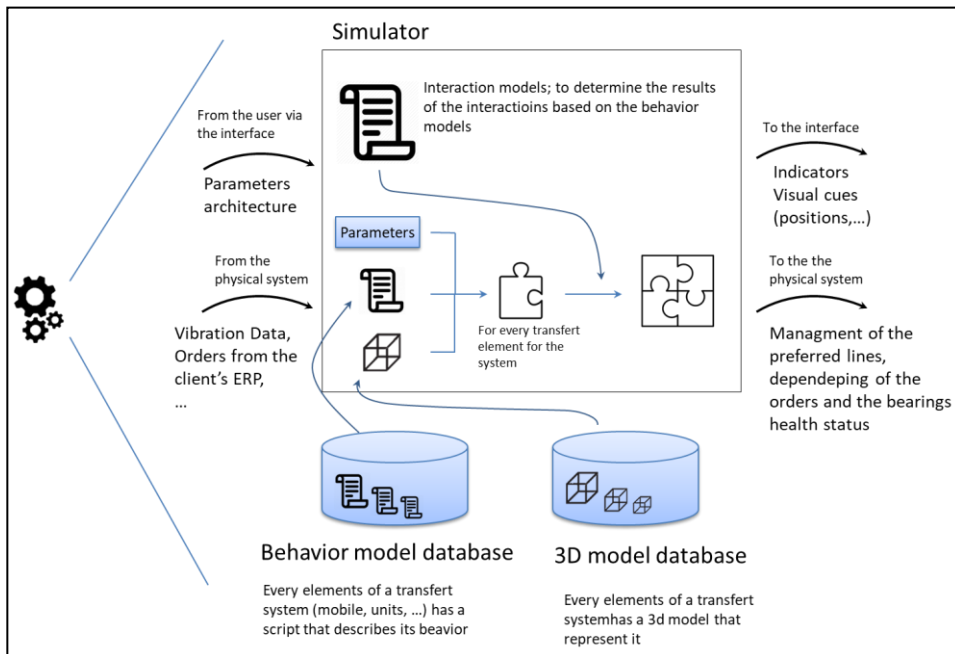 Simulator
Interaction models; to determine the results
of the interactioins based on the behavior
models
From the user via
the interface
Parameters
architecture
To the interface
Indicators
Visual cues
(positions,...)
Parameters
From the
physical system
Vibration Data,
Orders from the
client's ERP,
...
For every transfert
element for the
system
To the the
physical system
Managment of the
preferred lines,
dependeping of the
orders and the bearings
health status
Behavior model database
Every elements of a transfert
system (mobile, units, ...) has a
script that describes its beavior
3D model database
Every elements of a transfert
systemhas a 3d model that
represent it